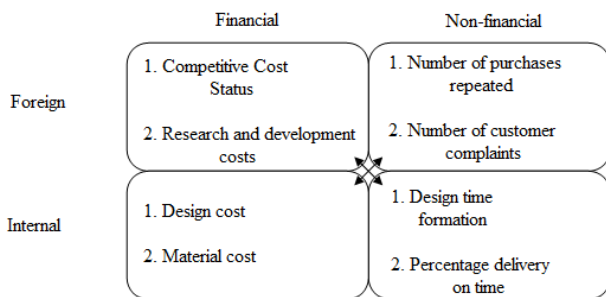 Financial
Non-financial
Foreign
1. Competitive Cost
Status
2. Research and development
costs
1. Number of purchases
repeated
2. Number of customer
complaints
Internal
1. Design cost
2. Material cost
1. Design time
formation
2. Percentage delivery
on time